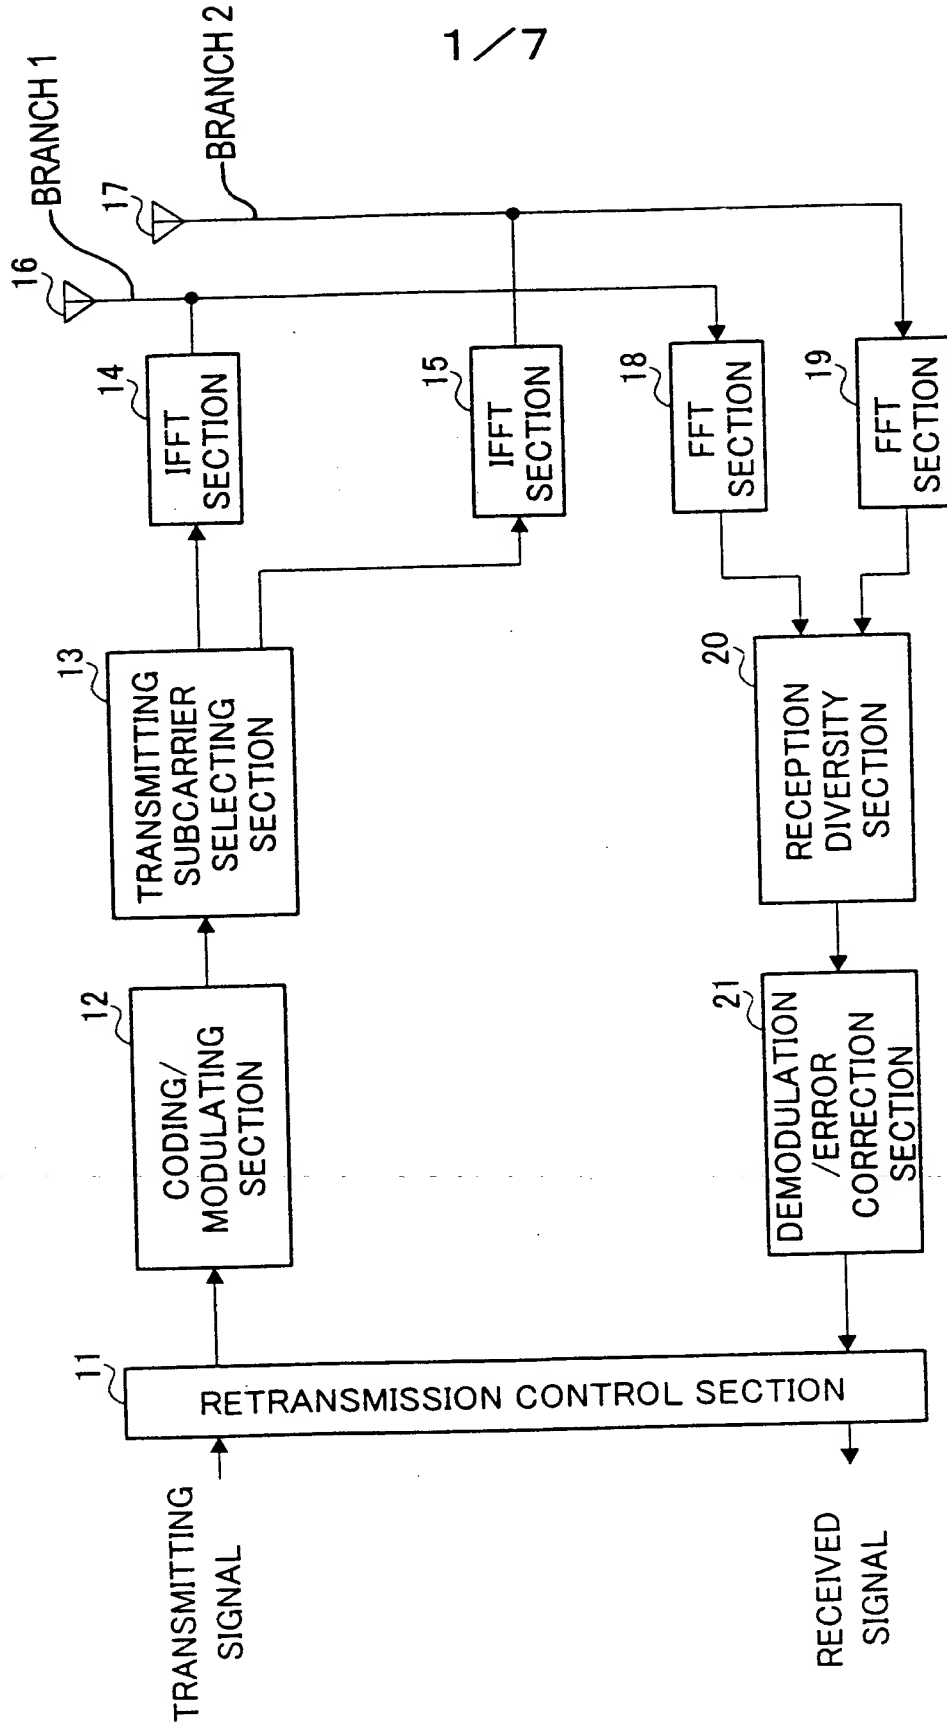 1/7
TRANSMITTING
SIGNAL
11
RETRANSMISSION CONTROL SECTION
12
CODING/
MODULATING
SECTION
13
TRANSMITTING
SUBCARRIER
SELECTING
SECTION
14
IFFT
SECTION
15
IFFT
SECTION
16
BRANCH 1
17
BRANCH 2
18
FFT
SECTION
19
FFT
SECTION
20
RECEPTION
DIVERSITY
SECTION
21
DEMODULATION
/ERROR
CORRECTION
SECTION
RECEIVED
SIGNAL